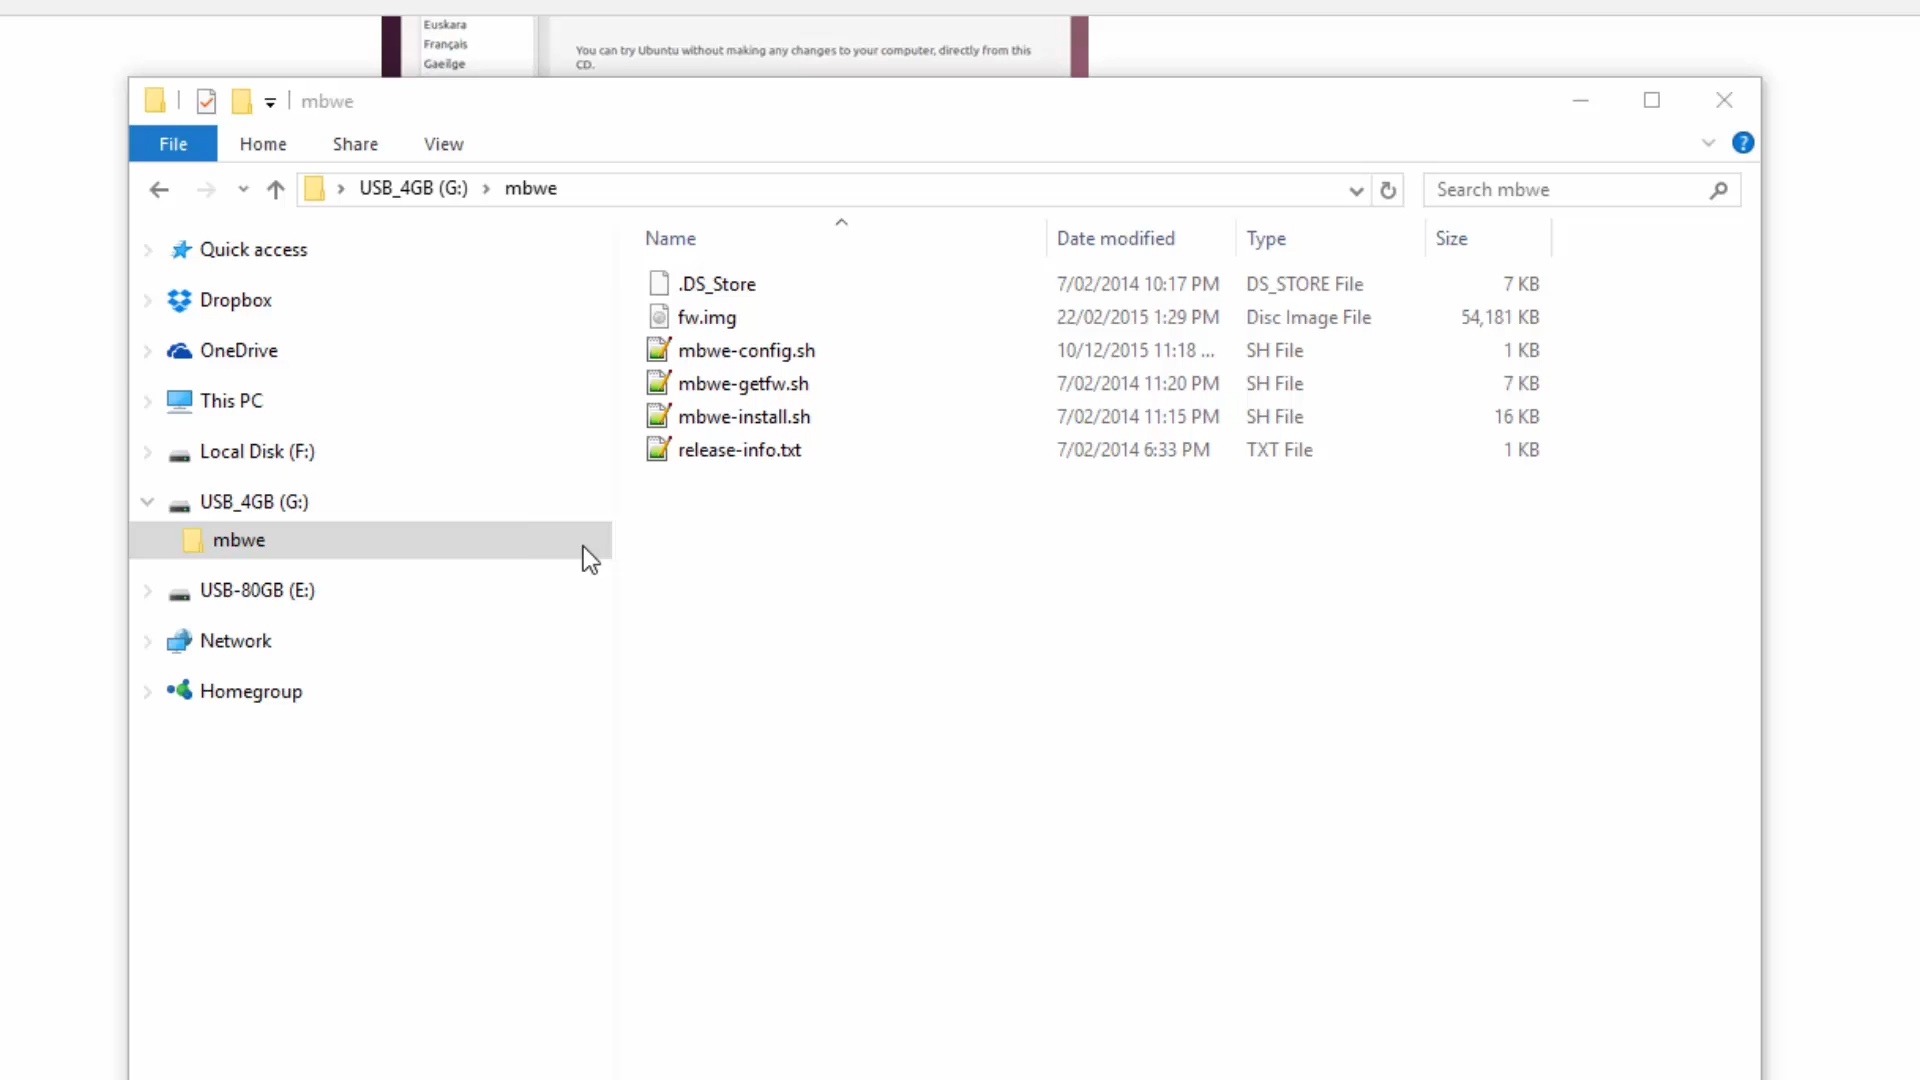 Euskara
Français
Gaeilge
You can try Ubuntu without making any changes to your computer, directly from this
CD.
mbwe
File Home Share View
?
USB_4GB (G:) mbwe
Search mbwe
Quick access
Dropbox
OneDrive
This PC
Local Disk (F:)
USB_4GB (G:)
mbwe
USB-80GB (E:)
Network
Homegroup
Name Date modified Type Size
.DS_Store 7/02/2014 10:17 PM DS_STORE File 7 KB
fw.img 22/02/2015 1:29 PM Disc Image File 54,181 KB
mbwe-config.sh 10/12/2015 11:18 ... SH File 1 KB
mbwe-getfw.sh 7/02/2014 11:20 PM SH File 7 KB
mbwe-install.sh 7/02/2014 11:15 PM SH File 16 KB
release-info.txt 7/02/2014 6:33 PM TXT File 1 KB